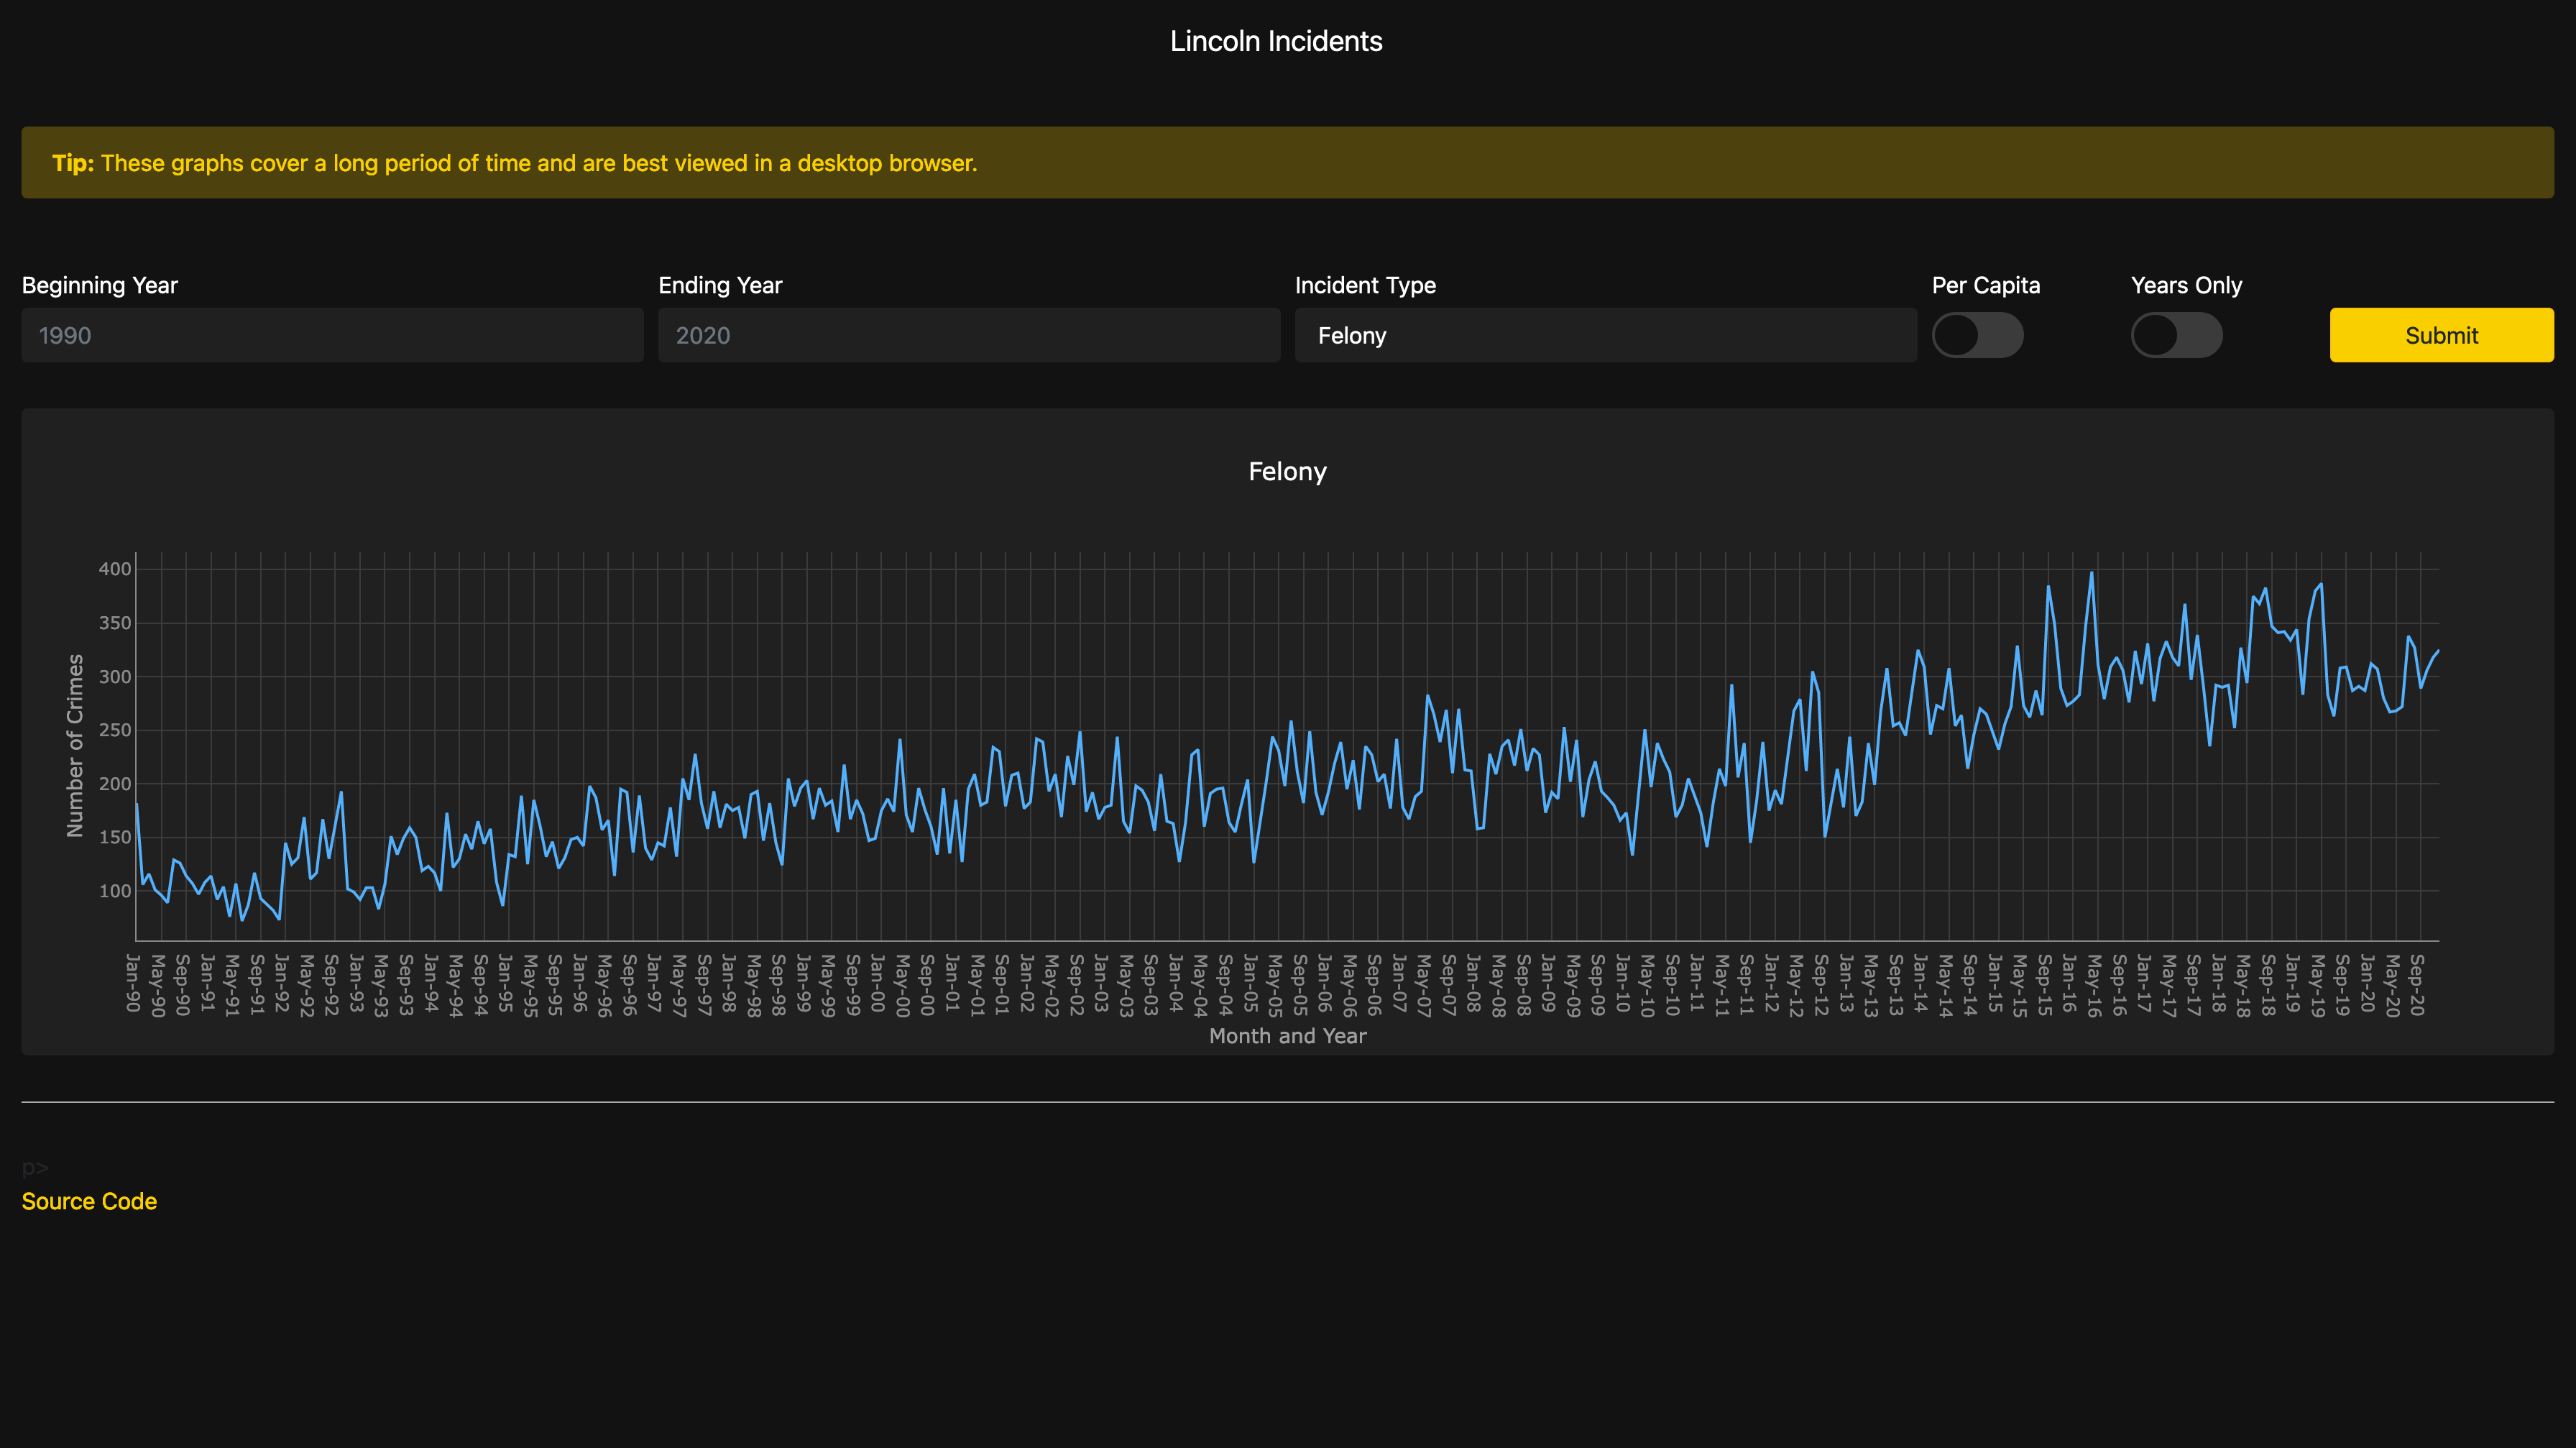 Lincoln Incidents
Tip: These graphs cover a long period of time and are best viewed in a desktop browser.
Beginning Year
Ending Year
Incident Type
Per Capita
Years Only
1990
2020
Felony
Submit
Felony
Number of Crimes
400
350
300
250
200
150
100
Jan-90 May-90 Sep-90 Jan-91 May-91 Sep-91 Jan-92 May-92 Sep-92 Jan-93 May-93 Sep-93 Jan-94 May-94 Sep-94 Jan-95 May-95 Sep-95 Jan-96 May-96 Sep-96 Jan-97 May-97 Sep-97 Jan-98 May-98 Sep-98 Jan-99 May-99 Sep-99 Jan-00 May-00 Sep-00 Jan-01 May-01 Sep-01 Jan-02 May-02 Sep-02 Jan-03 May-03 Sep-03 Jan-04 May-04 Sep-04 Jan-05 May-05 Sep-05 Jan-06 May-06 Sep-06 Jan-07 May-07 Sep-07 Jan-08 May-08 Sep-08 Jan-09 May-09 Sep-09 Jan-10 May-10 Sep-10 Jan-11 May-11 Sep-11 Jan-12 May-12 Sep-12 Jan-13 May-13 Sep-13 Jan-14 May-14 Sep-14 Jan-15 May-15 Sep-15 Jan-16 May-16 Sep-16 Jan-17 May-17 Sep-17 Jan-18 May-18 Sep-18 Jan-19 May-19 Sep-19 Jan-20 May-20 Sep-20
Month and Year
p>
Source Code